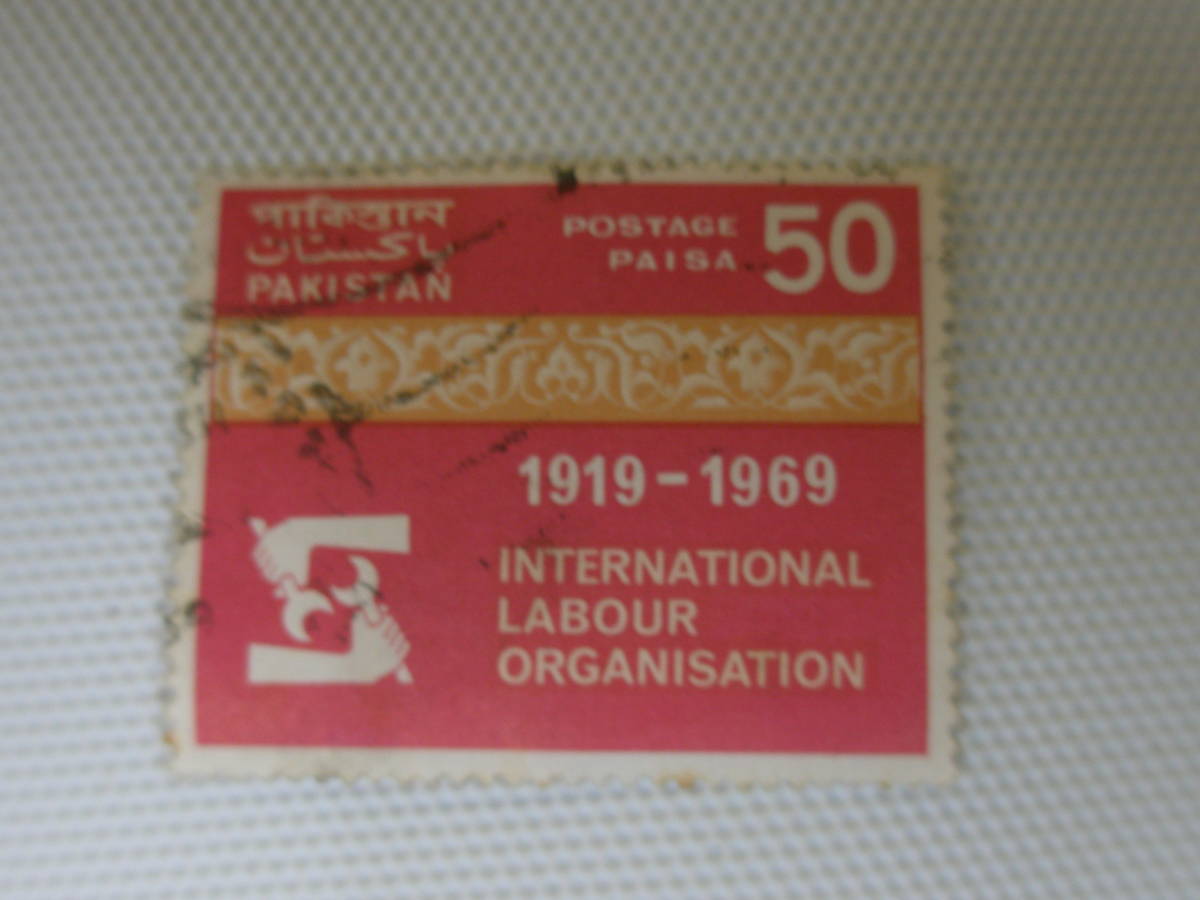 পাকিস্তান
پاکستان
PAKISTAN
POSTAGE
PAISA 50
1919-1969
INTERNATIONAL
LABOUR
ORGANISATION